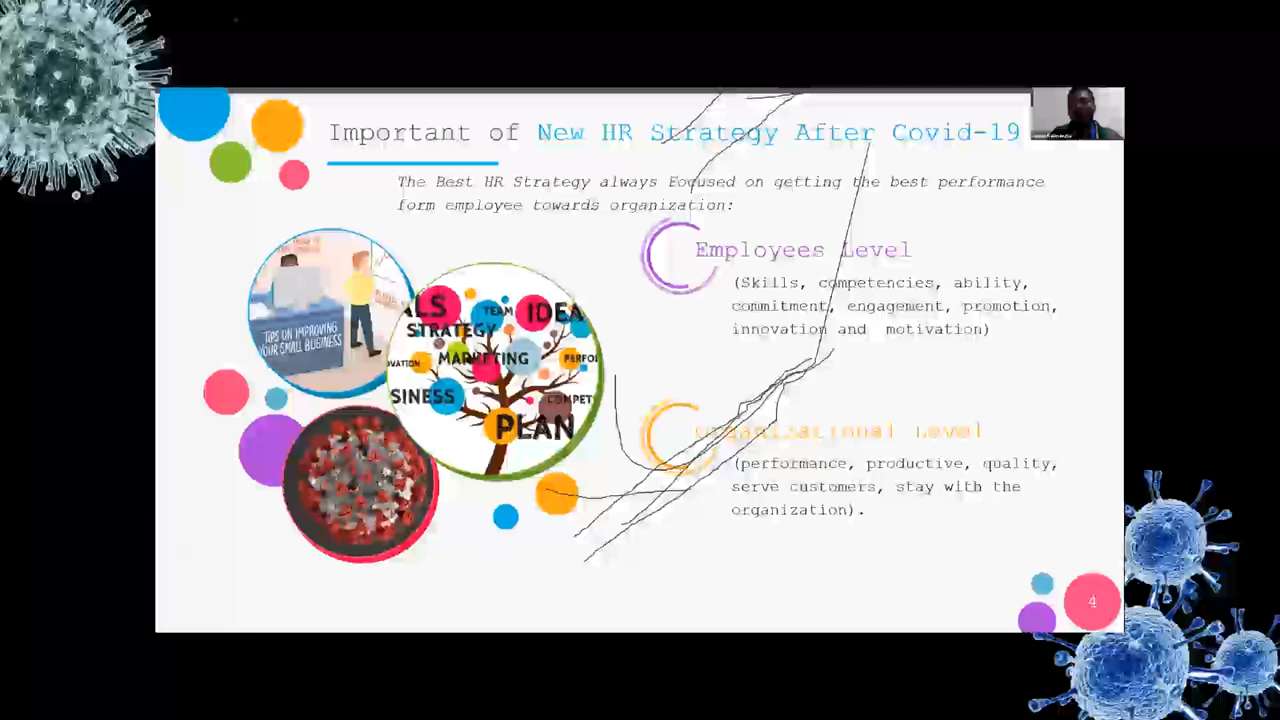 Important of New HR Strategy After Covid-19
The Best HR Strategy always Focused on getting the best performance
form employee towards organization:
Employees Level
(Skills, competencies, ability,
commitment, engagement, promotion,
innovation and motivation)
Organizational Level
(performance, productive, quality,
serve customers, stay with the
organization).
TIPS ON IMPROVING
YOUR SMALL BUSINESS
TEAM
IDEA
STRATEGY
MARKETING
PLAN
4